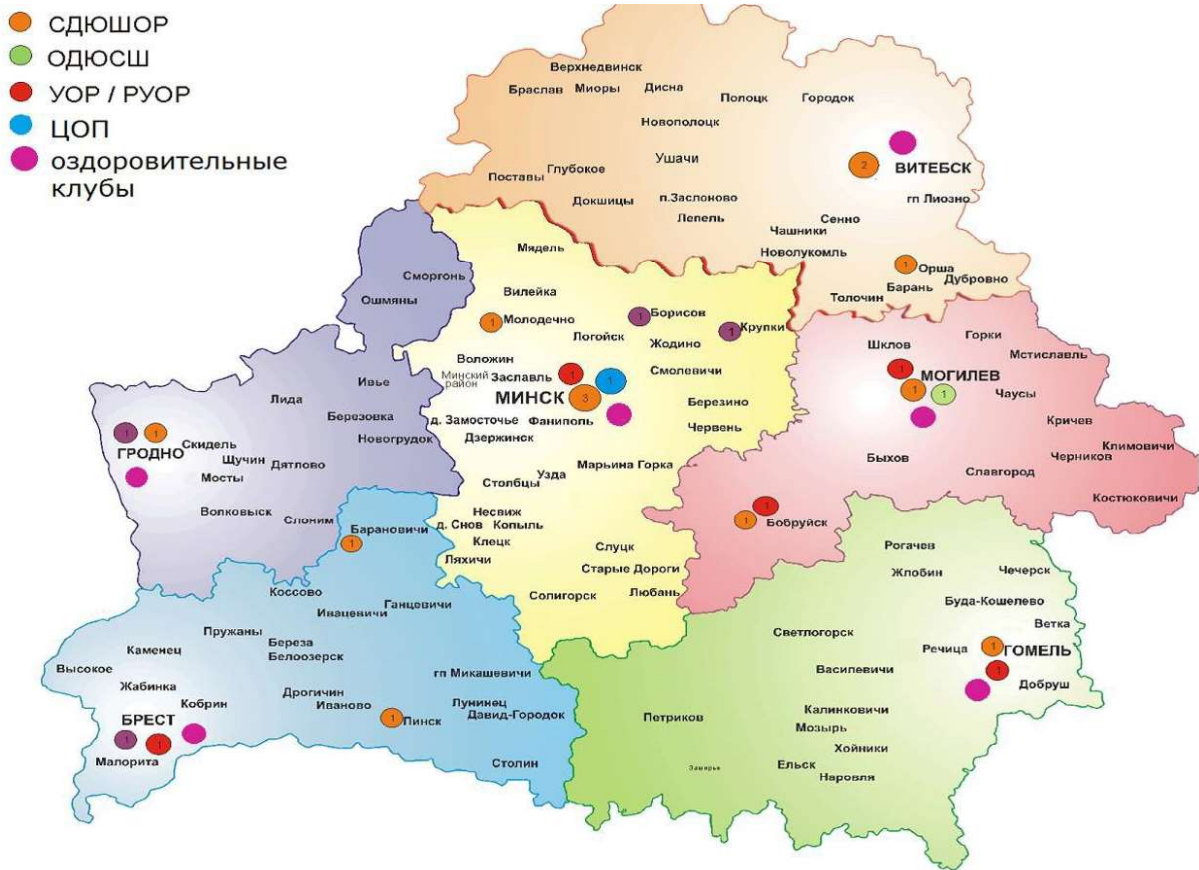 СДЮШОР
ОДЮСШ
УОР / РУОР
ЦОП
оздоровительные
клубы
Верхнедвинск
Браслав
Миоры
Дисна
Полоцк
Городок
Новополоцк
Ушачи
Глубокое
Поставы
Докшицы
п.Заслоново
Лепель
2
ВИТЕБСК
гп Лиозно
Сенно
Чашники
Новолукомль
1
Орша
Дубровно
Барань
Толочин
Мядель
Сморгонь
Ошмяны
Вилейка
1
Молодечно
1
Борисов
1
Крупки
Логойск
Жодино
Воложин
Минский
район
Заславль
1
1
Смолевичи
МИНСК
3
д. Замосточье
Фаниполь
Дзержинск
Березино
Червень
Марьина Горка
Узда
Столбцы
Несвиж
д. Снов
Копыль
Клецк
Ляхичи
Слуцк
Старые Дороги
Любань
Солигорск
Шклов
Горки
Мстиславль
1
МОГИЛЕВ
1
1
Чаусы
Кричев
Климовичи
Черников
Быхов
Славгород
Костюковичи
1
1
Бобруйск
Ивье
Лида
Березовка
Новогрудок
1
1
ГРОДНО
Скидель
Щучин
Дятлово
Мосты
Волковыск
Слоним
Барановичи
1
Коссово
Ивацевичи
Ганцевичи
Пружаны
Береза
Белоозерск
Каменец
Высокое
Жабинка
Кобрин
гп Микашевичи
Дрогичин
Иваново
1
Пинск
Лунинец
Давид-Городок
БРЕСТ
1
1
Малорита
Столин
Рогачев
Жлобин
Чечерск
Буда-Кошелево
Ветка
Светлогорск
Речица
1
ГОМЕЛЬ
1
Добруш
Василевичи
Калинковичи
Петриков
Мозырь
Хойники
Ельск
Наровля